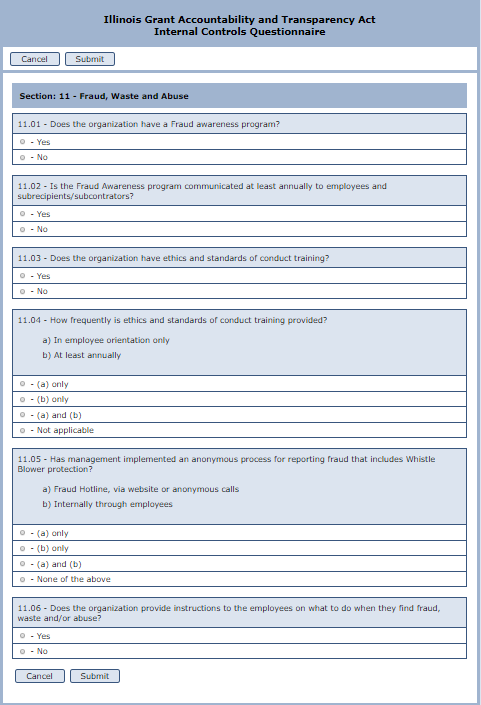 Illinois Grant Accountability and Transparency Act
Internal Controls Questionnaire
Cancel Submit
Section: 11 - Fraud, Waste and Abuse
11.01 - Does the organization have a Fraud awareness program?
- Yes
- No
11.02 - Is the Fraud Awareness program communicated at least annually to employees and
subrecipients/subcontrators?
- Yes
- No
11.03 - Does the organization have ethics and standards of conduct training?
- Yes
- No
11.04 - How frequently is ethics and standards of conduct training provided?
a) In employee orientation only
b) At least annually
- (a) only
- (b) only
- (a) and (b)
- Not applicable
11.05 - Has management implemented an anonymous process for reporting fraud that includes Whistle
Blower protection?
a) Fraud Hotline, via website or anonymous calls
b) Internally through employees
- (a) only
- (b) only
- (a) and (b)
- None of the above
11.06 - Does the organization provide instructions to the employees on what to do when they find fraud,
waste and/or abuse?
- Yes
- No
Cancel Submit